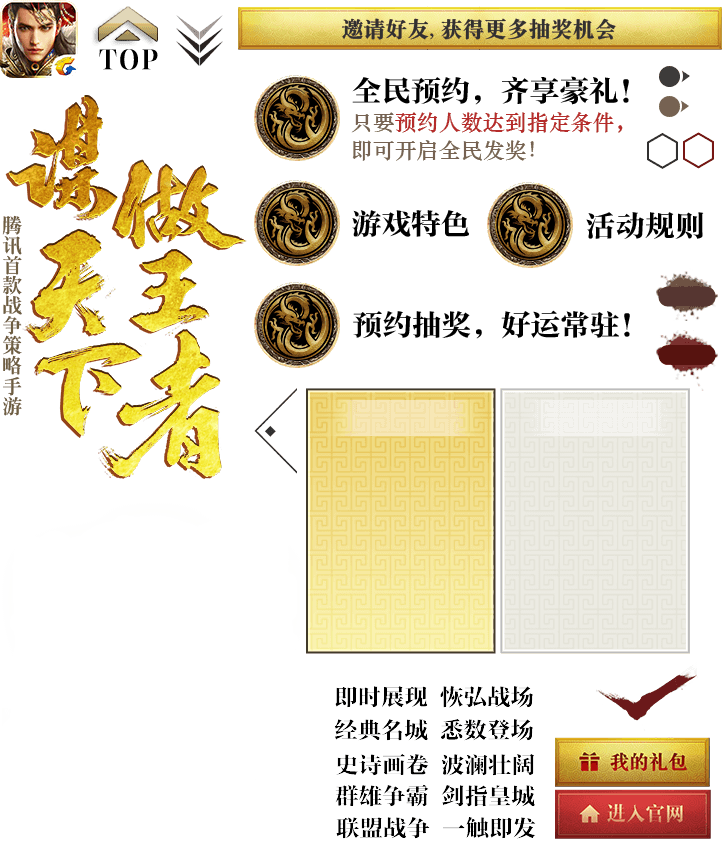 TOP
邀请好友,获得更多抽奖机会
全民预约，齐享豪礼！
只要预约人数达到指定条件，
即可开启全民发奖！
谋天下
做王者
腾讯首款战争策略手游
游戏特色
活动规则
预约抽奖，好运常驻！
即时展现 恢弘战场
经典名城 悉数登场
史诗画卷 波澜壮阔
群雄争霸 剑指皇城
联盟战争 一触即发
我的礼包
进入官网